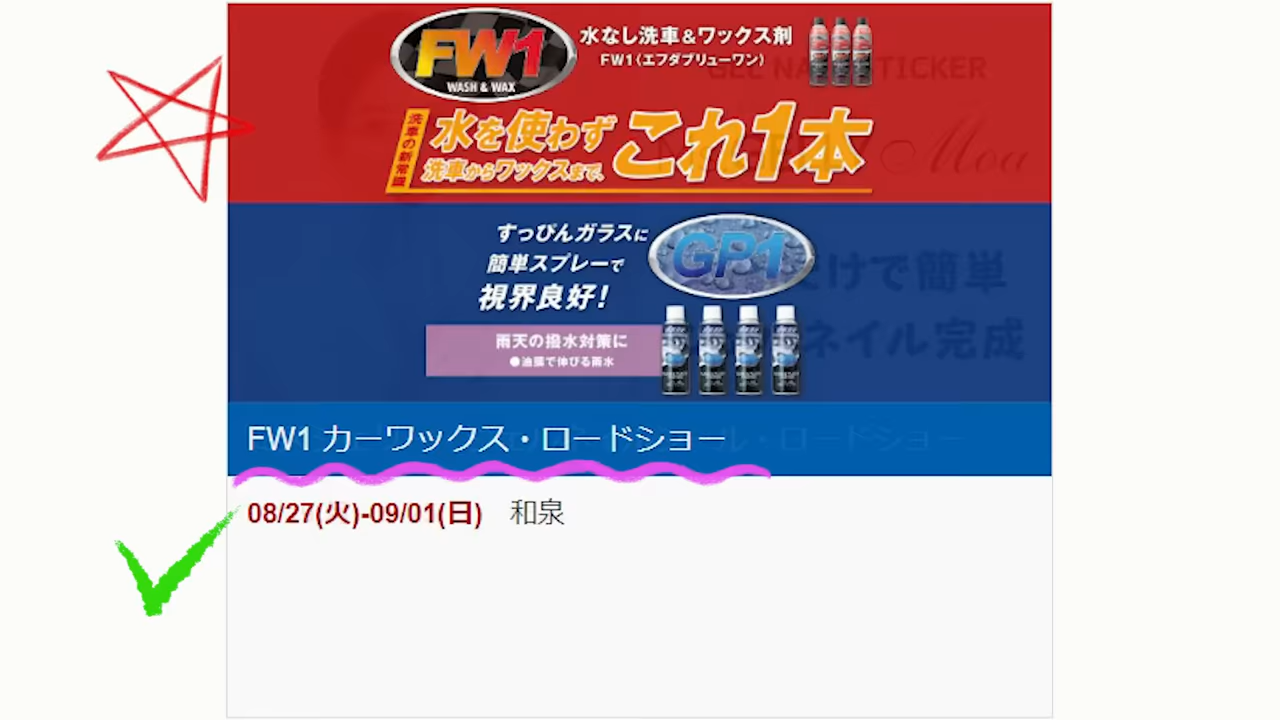 FW1
WASH & WAX
水なし洗車&ワックス剤
FW1(エフダブリューワン)
洗車の新常識
水を使わず
洗車からワックスまで、
これ1本
すっぴんガラスに
簡単スプレーで
視界良好!
GP1
雨天の撥水対策に
●油膜で伸びる雨水
FW1 カーワックス・ロードショー
08/27(火)-09/01(日) 和泉